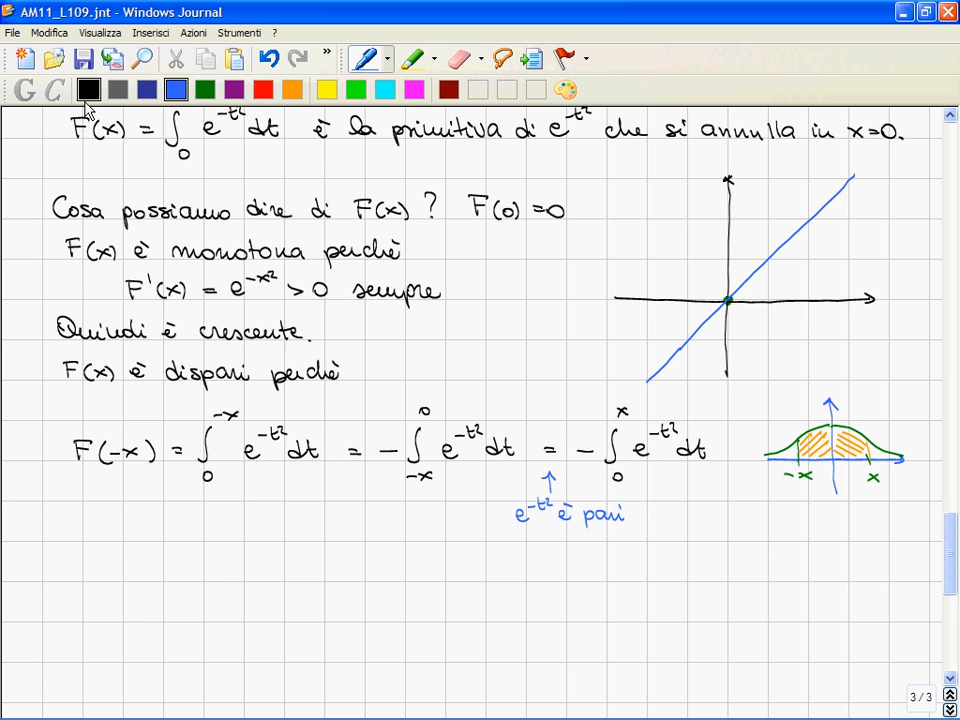 AM11_L109.jnt - Windows Journal
File Modifica Visualizza Inserisci Azioni Strumenti ?
»
G C
F(x) = ∫₀ e^{-t²} dt è la primitiva di e^{-t²} che si annulla in x=0.
Cosa possiamo dire di F(x) ? F(0) = 0
F(x) è monotona perchè
F'(x) = e^{-x²} > 0 sempre
Quindi è crescente.
F(x) è dispari perchè
F(-x) = ∫₀^{-x} e^{-t²} dt = - ∫_{-x}^{0} e^{-t²} dt = - ∫₀^{x} e^{-t²} dt
-x x
↑
e^{-t²} è pari
3 / 3